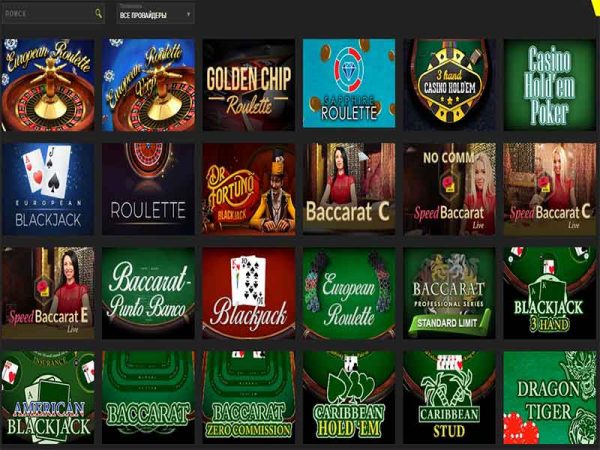 ПОИСК
ВСЕ ПРОВАЙДЕРЫ
European Roulette
European Roulette
GOLDEN CHIP
Roulette
SAPPHIRE
ROULETTE
3 hand
CASINO HOLD'EM
Casino
Hold'em
Poker
EUROPEAN
BLACKJACK
ROULETTE
DR
FORTUNO
BLACKJACK
Baccarat C
NO COMM
Speed Baccarat
Live
Speed Baccarat C
Live
Speed Baccarat E
Live
Baccarat-
Punto Banco
Blackjack
European
Roulette
BACCARAT
PROFESSIONAL SERIES
STANDARD LIMIT
BLACKJACK
3 HAND
INSURANCE
AMERICAN
BLACKJACK
BACCARAT
BACCARAT
ZERO COMMISSION
CARIBBEAN
HOLD'EM
CARIBBEAN
STUD
DRAGON
TIGER